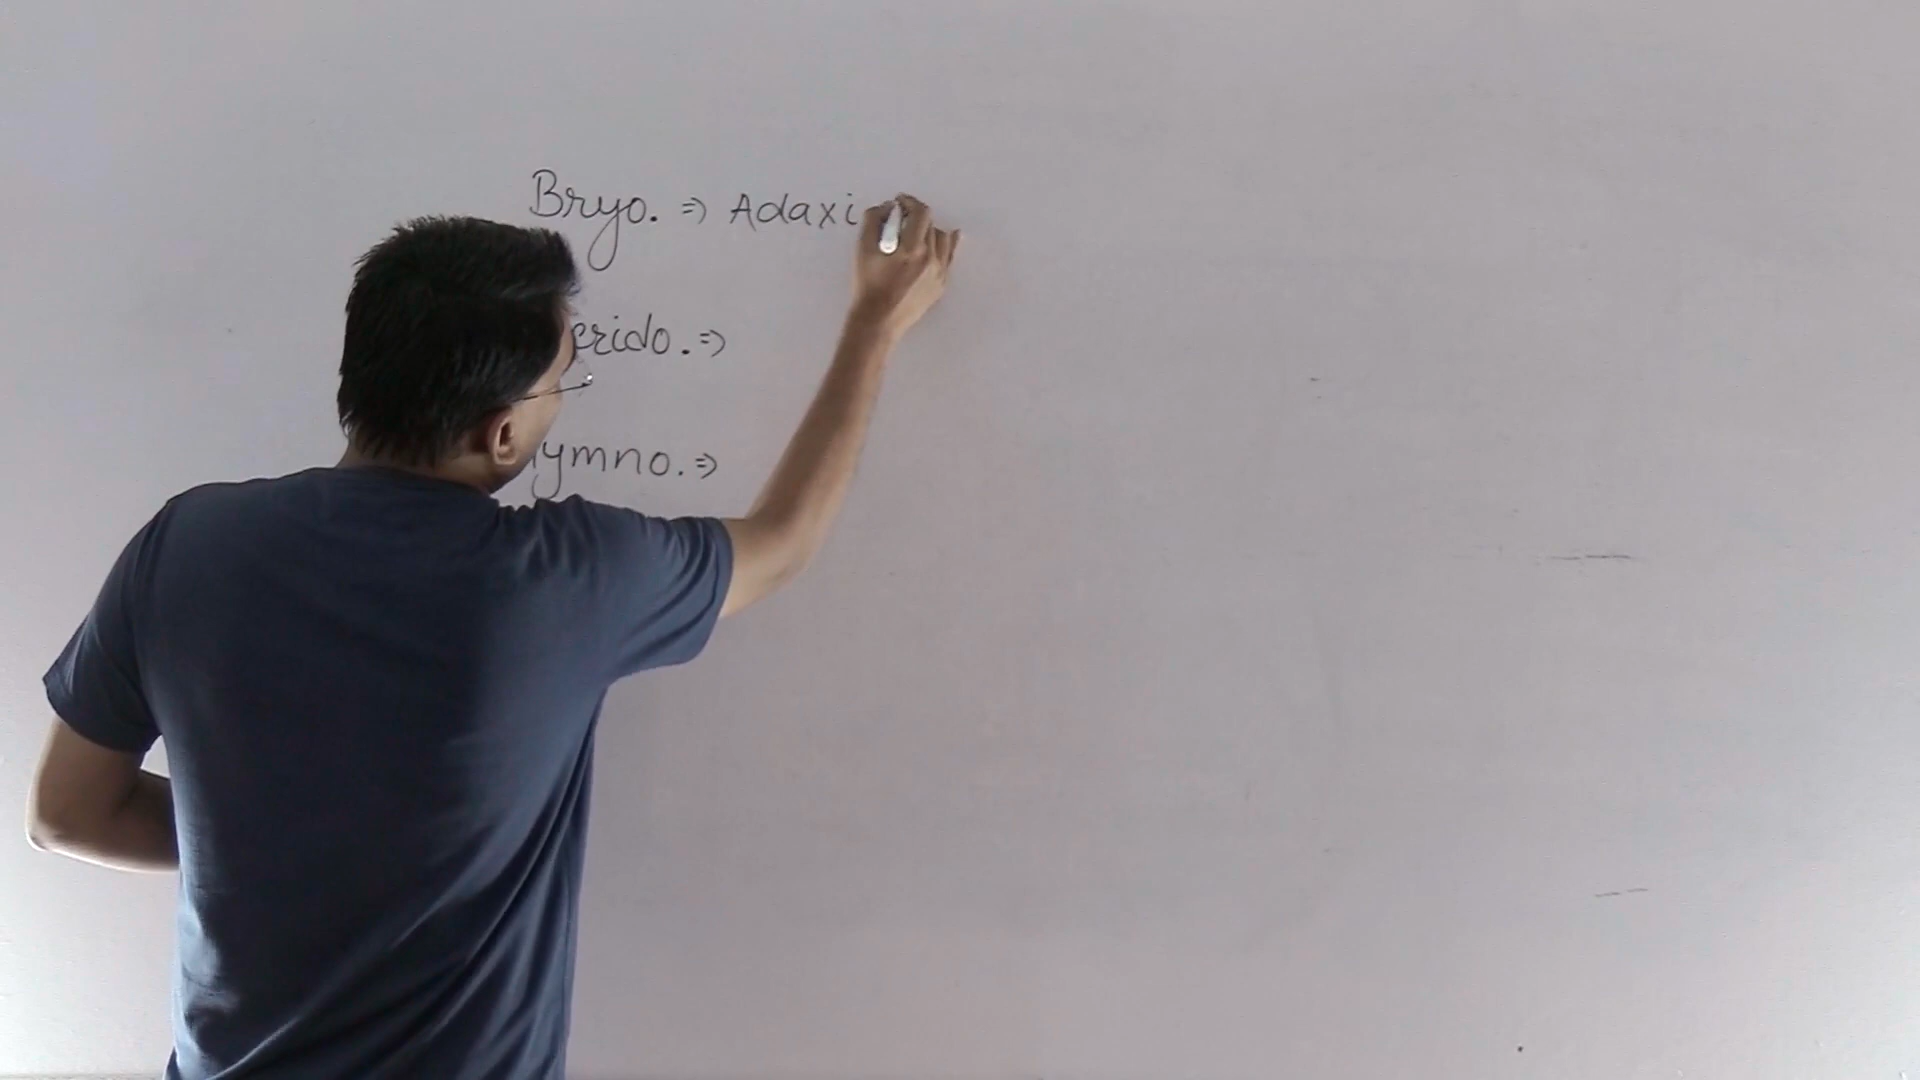 Bryo. ⇒ Adaxi
erido. ⇒
ymno. ⇒